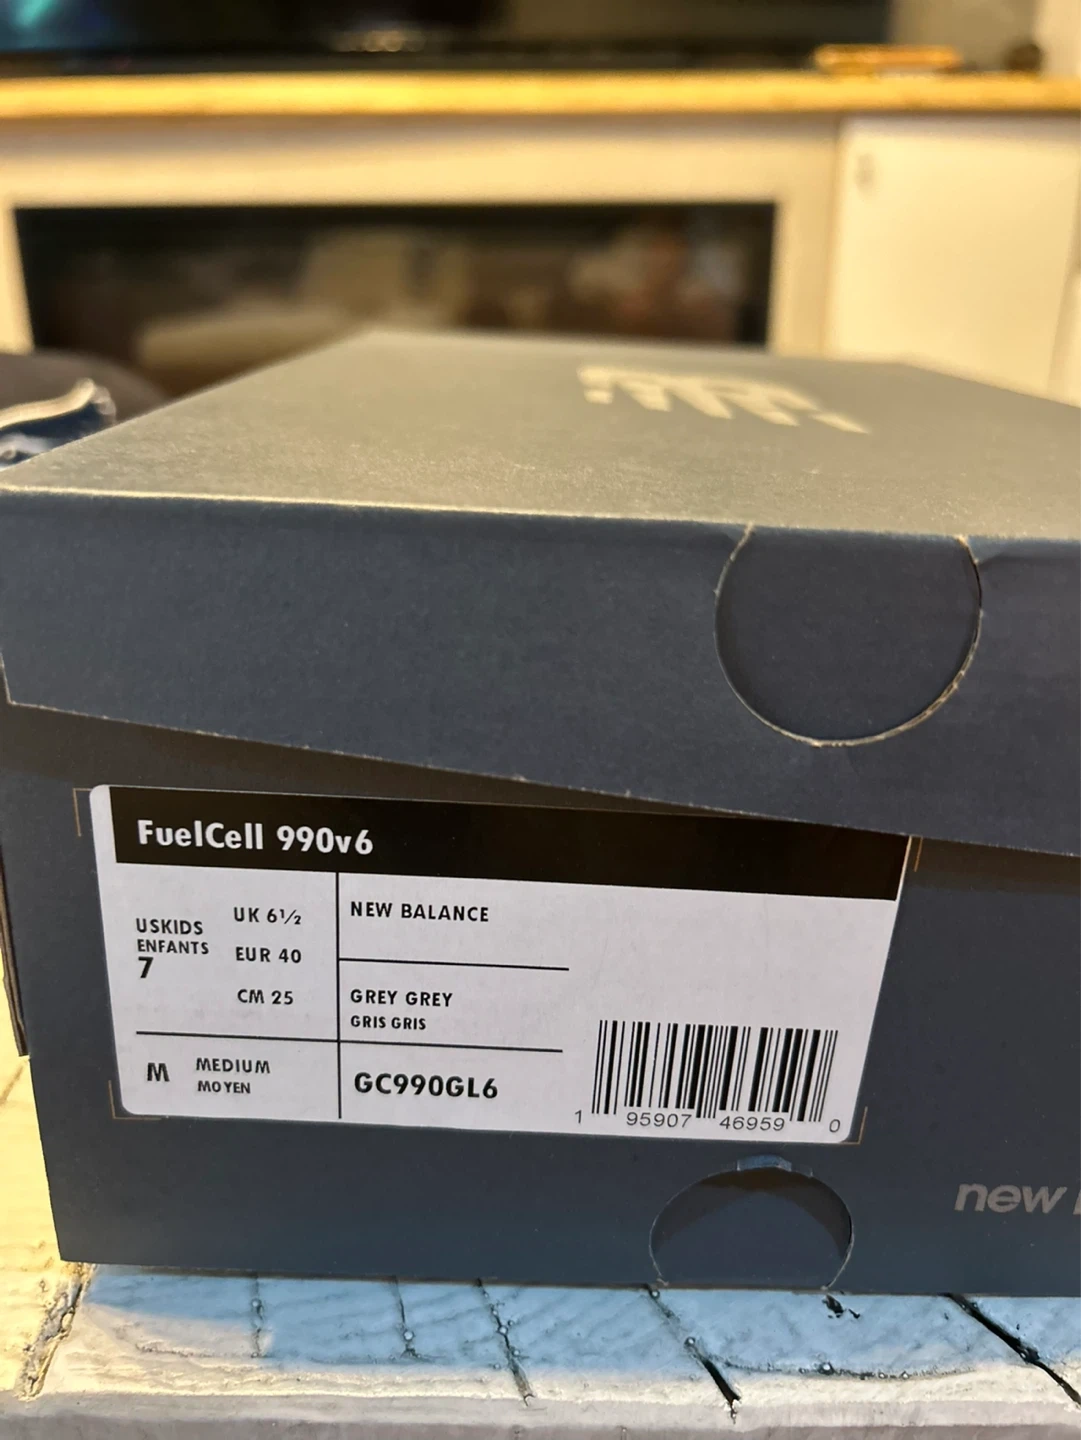 FuelCell 990v6
USKIDS
ENFANTS
7
UK 6½
EUR 40
CM 25
NEW BALANCE
GREY GREY
GRIS GRIS
M
MEDIUM
MOYEN
GC990GL6
1 95907 46959 0
new